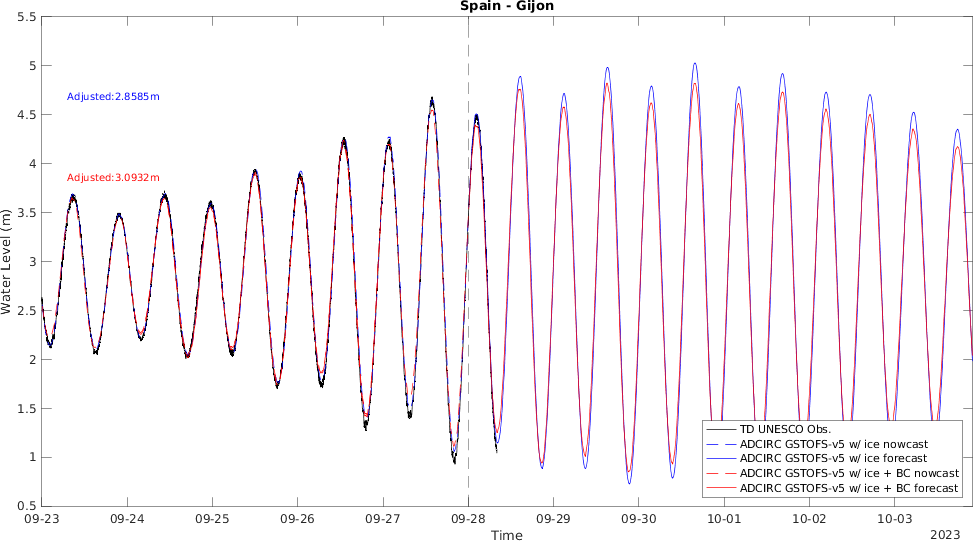 Spain - Gijon
5.5
5
4.5
4
3.5
3
2.5
2
1.5
1
0.5
Water Level (m)
Adjusted:2.8585m
Adjusted:3.0932m
TD UNESCO Obs.
ADCIRC GSTOFS-v5 w/ ice nowcast
ADCIRC GSTOFS-v5 w/ ice forecast
ADCIRC GSTOFS-v5 w/ ice + BC nowcast
ADCIRC GSTOFS-v5 w/ ice + BC forecast
09-23 09-24 09-25 09-26 09-27 09-28 09-29 09-30 10-01 10-02 10-03
Time
2023